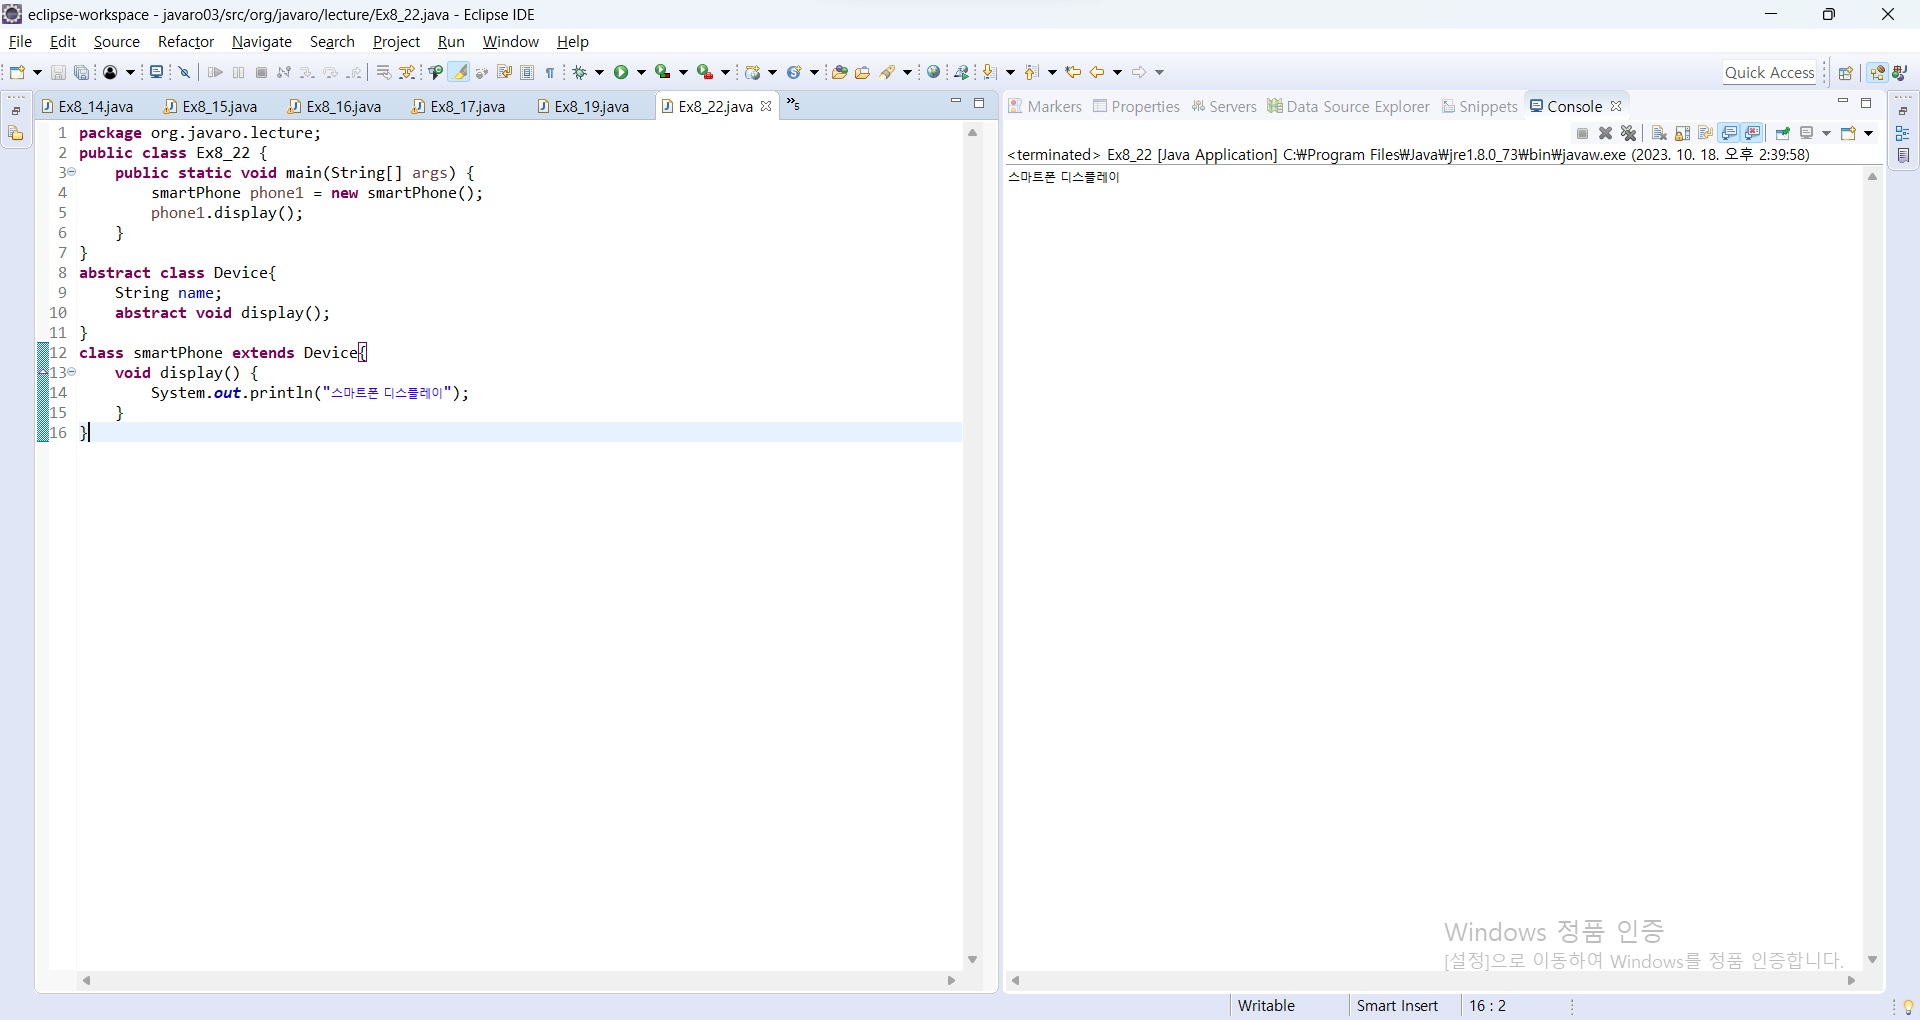 eclipse-workspace - javaro03/src/org/javaro/lecture/Ex8_22.java - Eclipse IDE
File Edit Source Refactor Navigate Search Project Run Window Help
Quick Access
Ex8_14.java Ex8_15.java Ex8_16.java Ex8_17.java Ex8_19.java Ex8_22.java »5
1 package org.javaro.lecture;
2 public class Ex8_22 {
3 public static void main(String[] args) {
4 smartPhone phone1 = new smartPhone();
5 phone1.display();
6 }
7 }
8 abstract class Device{
9 String name;
10 abstract void display();
11 }
12 class smartPhone extends Device{
13 void display() {
14 System.out.println("스마트폰 디스플레이");
15 }
16 }
Markers Properties Servers Data Source Explorer Snippets Console
<terminated> Ex8_22 [Java Application] C:₩Program Files₩Java₩jre1.8.0_73₩bin₩javaw.exe (2023. 10. 18. 오후 2:39:58)
스마트폰 디스플레이
Windows 정품 인증
[설정]으로 이동하여 Windows를 정품 인증합니다.
Writable Smart Insert 16 : 2